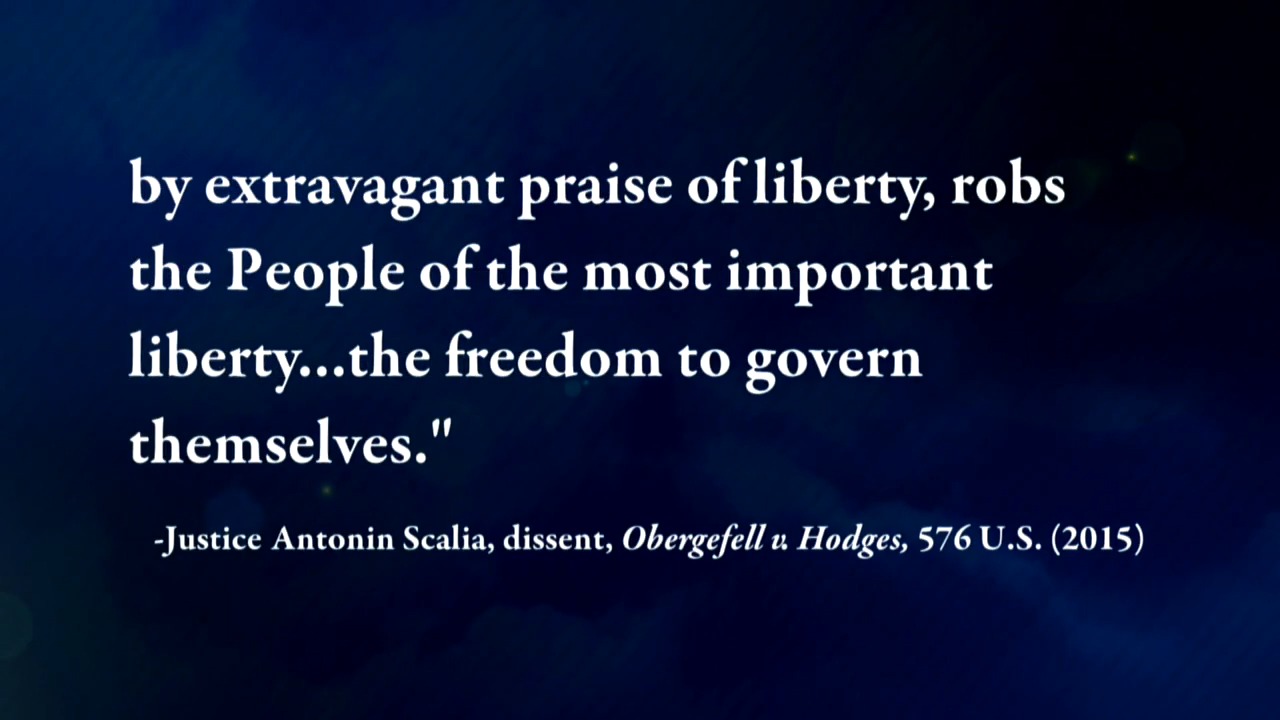 by extravagant praise of liberty, robs
the People of the most important
liberty...the freedom to govern
themselves."
-Justice Antonin Scalia, dissent, Obergefell v. Hodges, 576 U.S. (2015)